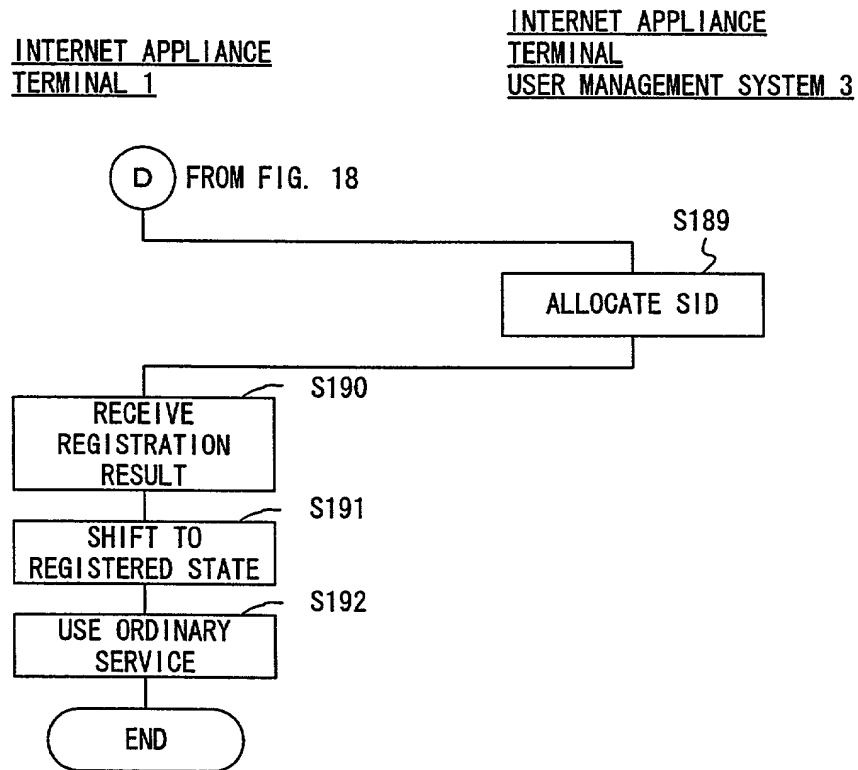 INTERNET APPLIANCE
TERMINAL 1
INTERNET APPLIANCE
TERMINAL
USER MANAGEMENT SYSTEM 3
D FROM FIG. 18
S189
ALLOCATE SID
S190
RECEIVE
REGISTRATION
RESULT
S191
SHIFT TO
REGISTERED STATE
S192
USE ORDINARY
SERVICE
END